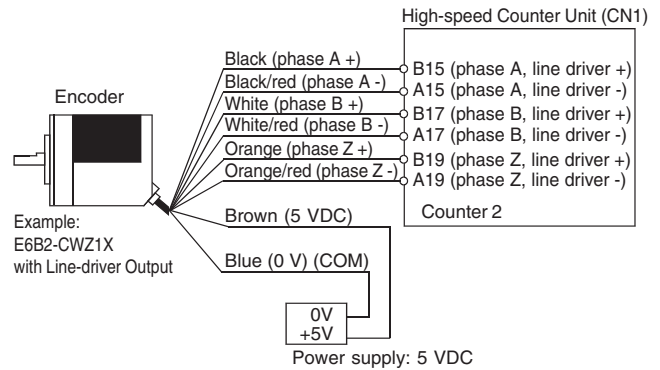 High-speed Counter Unit (CN1)
Black (phase A +)
B15 (phase A, line driver +)
Black/red (phase A -)
A15 (phase A, line driver -)
White (phase B +)
B17 (phase B, line driver +)
White/red (phase B -)
A17 (phase B, line driver -)
Orange (phase Z +)
B19 (phase Z, line driver +)
Orange/red (phase Z -)
A19 (phase Z, line driver -)
Counter 2
Encoder
Example:
E6B2-CWZ1X
with Line-driver Output
Brown (5 VDC)
Blue (0 V) (COM)
0V
+5V
Power supply: 5 VDC